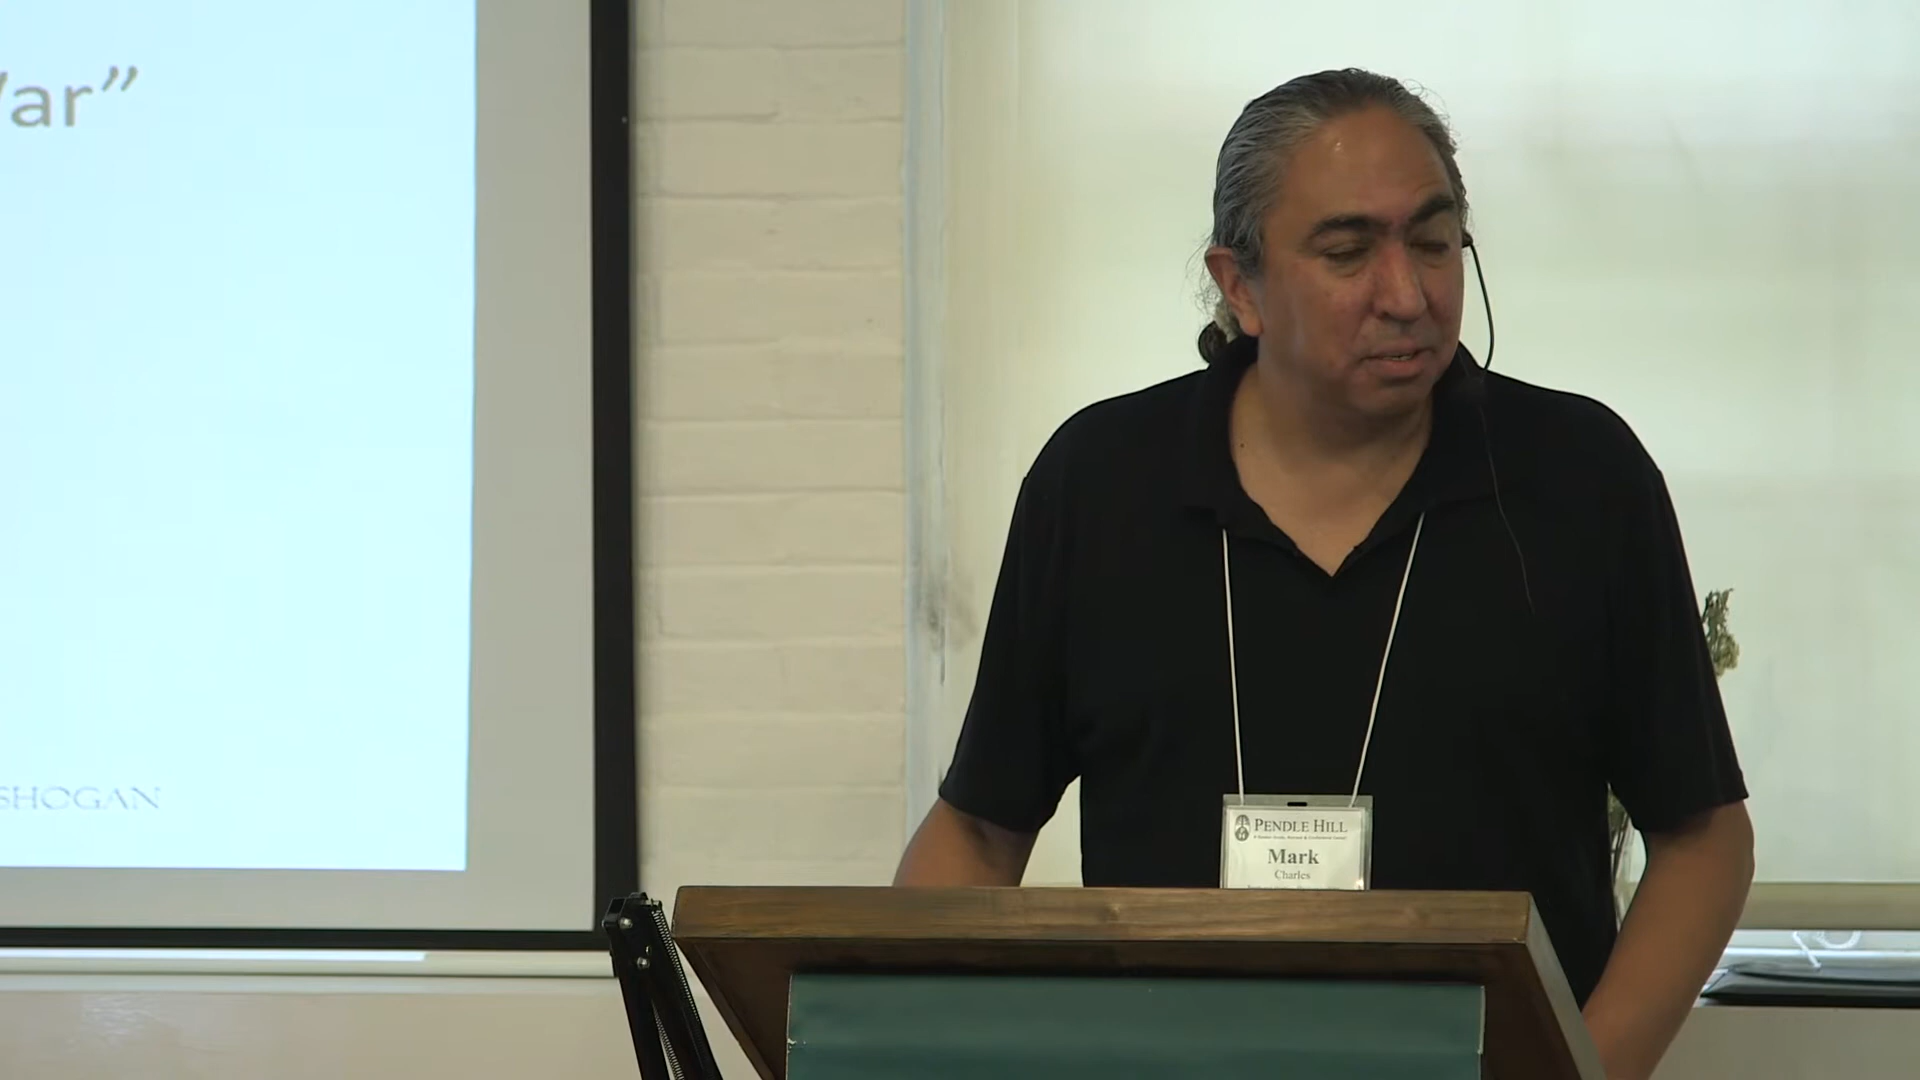 ar”
SHOGAN
PENDLE HILL
Mark
Charles